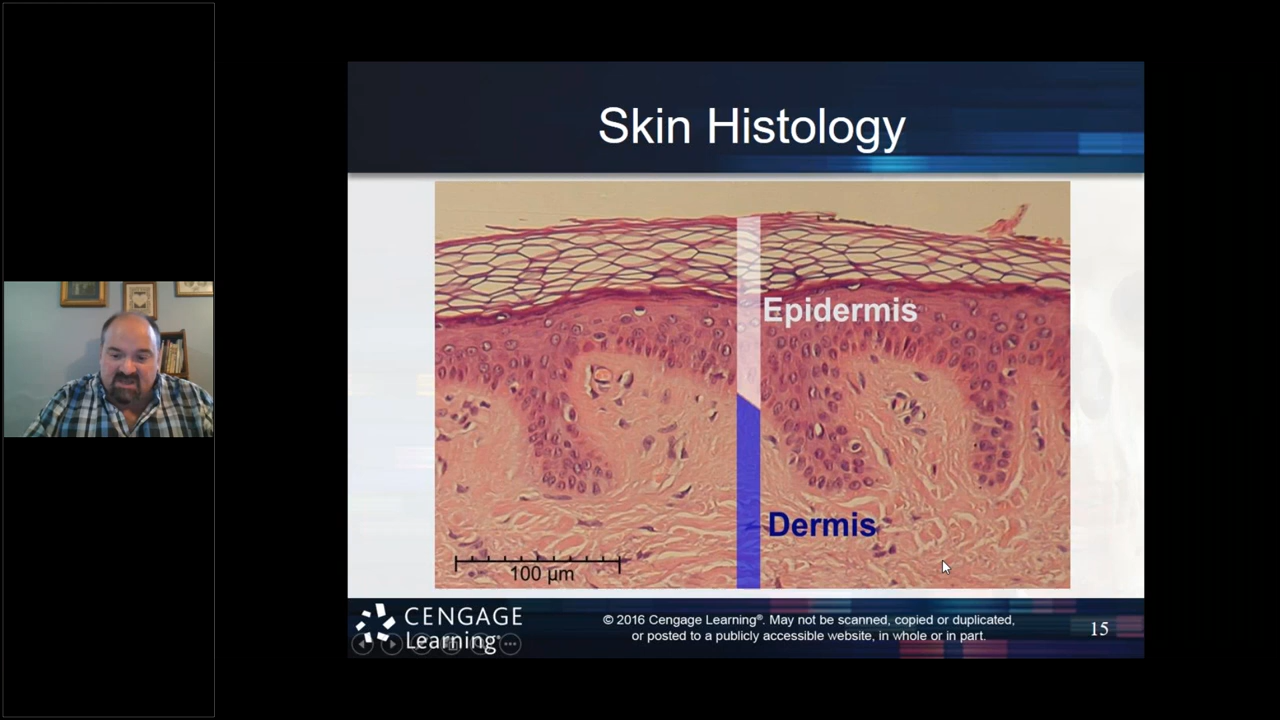 Skin Histology
Epidermis
Dermis
100 µm
CENGAGE
Learning®
© 2016 Cengage Learning®. May not be scanned, copied or duplicated,
or posted to a publicly accessible website, in whole or in part.
15